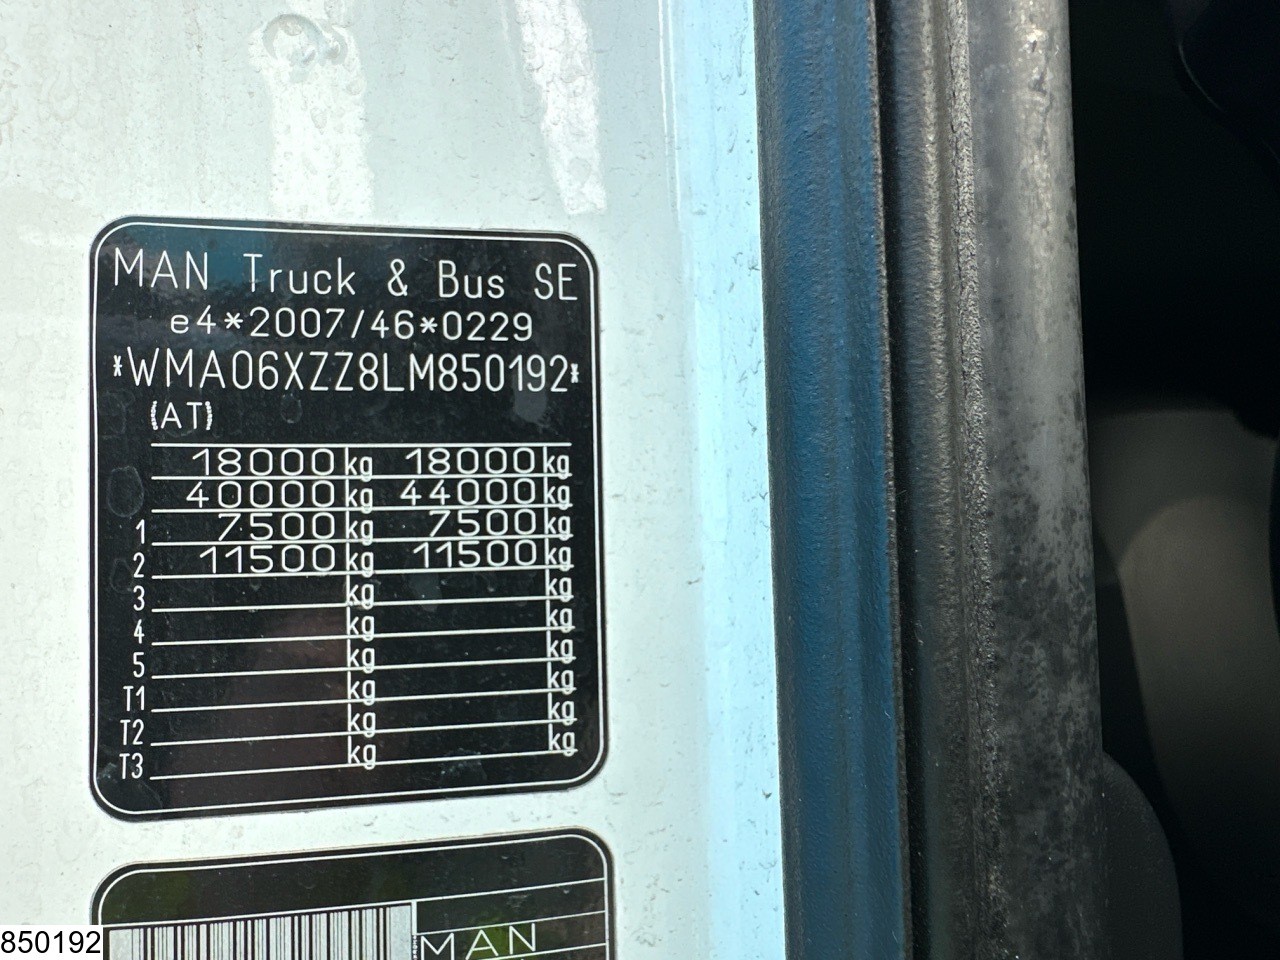 MAN Truck & Bus SE
e4*2007/46*0229
*WMA06XZZ8LM850192*
(AT)
18000 kg 18000 kg
40000 kg 44000 kg
1 7500 kg 7500 kg
2 11500 kg 11500 kg
3 kg kg
4 kg kg
5 kg kg
T1 kg kg
T2 kg kg
T3 kg kg
MAN
850192